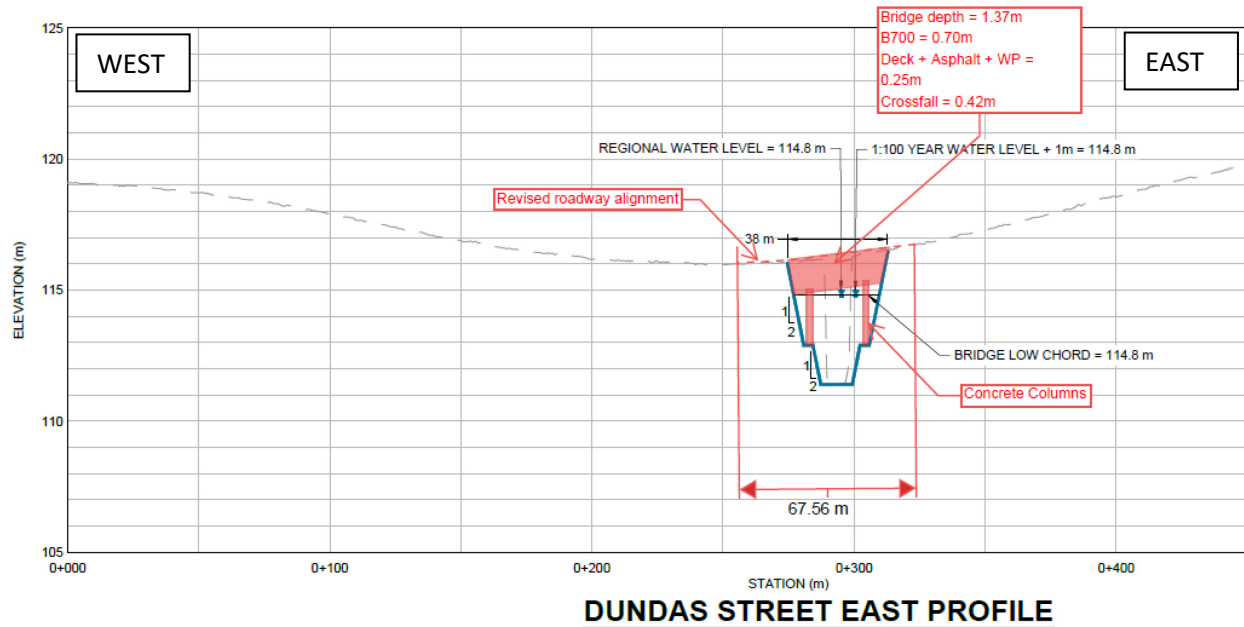 125
WEST
Bridge depth = 1.37m
B700 = 0.70m
Deck + Asphalt + WP =
0.25m
Crossfall = 0.42m
EAST
REGIONAL WATER LEVEL = 114.8 m
1:100 YEAR WATER LEVEL + 1m = 114.8 m
120
Revised roadway alignment
38 m
115
1
2
BRIDGE LOW CHORD = 114.8 m
1
2
Concrete Columns
110
67.56 m
105
ELEVATION (m)
0+000
0+100
0+200
0+300
0+400
STATION (m)
DUNDAS STREET EAST PROFILE